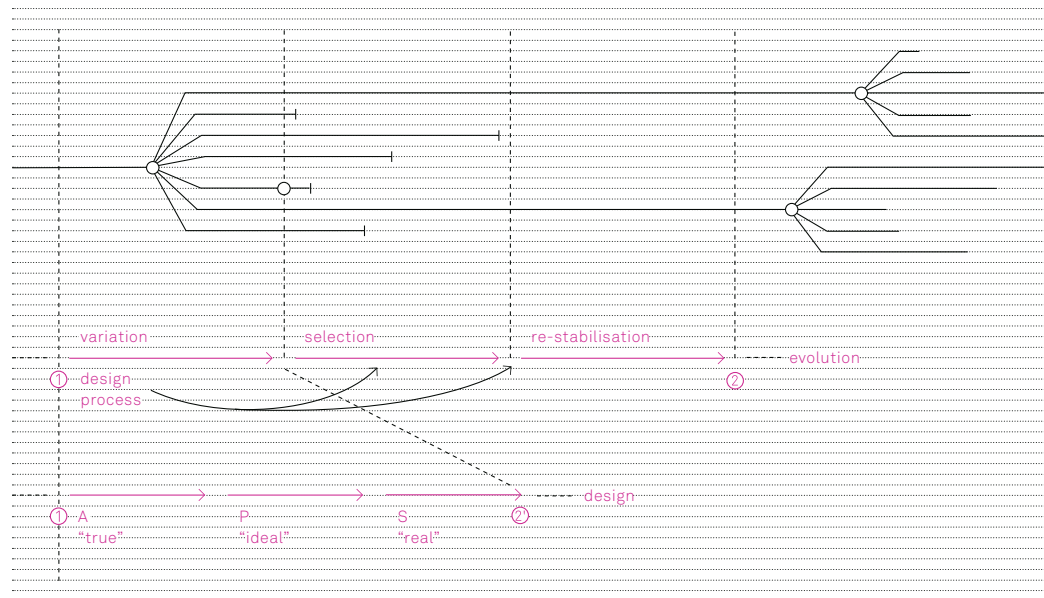 variation
selection
re-stabilisation
evolution
1
design
process
2
design
1
A
"true"
P
"ideal"
S
"real"
2'